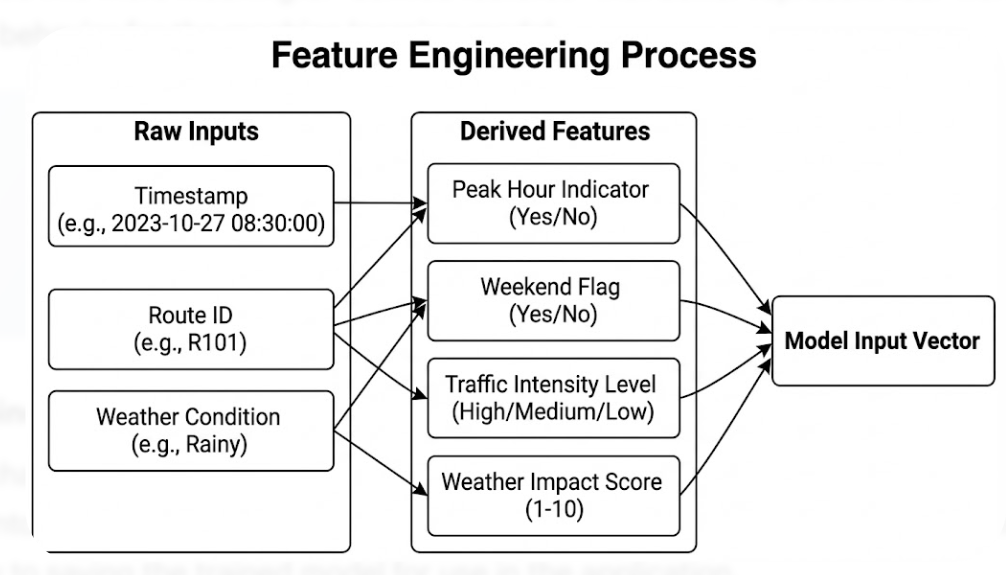 Feature Engineering Process
Raw Inputs
Timestamp
(e.g., 2023-10-27 08:30:00)
Route ID
(e.g., R101)
Weather Condition
(e.g., Rainy)
Derived Features
Peak Hour Indicator
(Yes/No)
Weekend Flag
(Yes/No)
Traffic Intensity Level
(High/Medium/Low)
Weather Impact Score
(1-10)
Model Input Vector